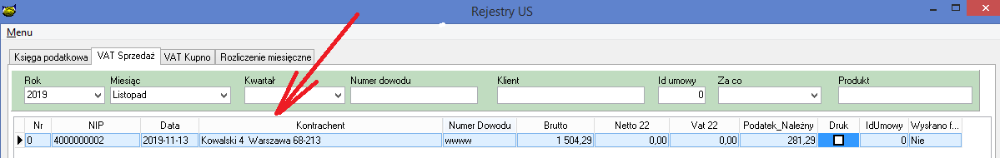 Rejestry US
Menu
Księga podatkowa VAT Sprzedaż VAT Kupno Rozliczenie miesięczne
Rok Miesiąc Kwartał Numer dowodu Klient Id umowy Za co Produkt
2019 Listopad 0
Nr NIP Data Kontrachent Numer Dowodu Brutto Netto 22 Vat 22 Podatek_Należny Druk IdUmowy Wysłano f...
0 4000000002 2019-11-13 Kowalski 4 Warszawa 68-213 wwww 1 504,29 0,00 0,00 281,29 0 Nie